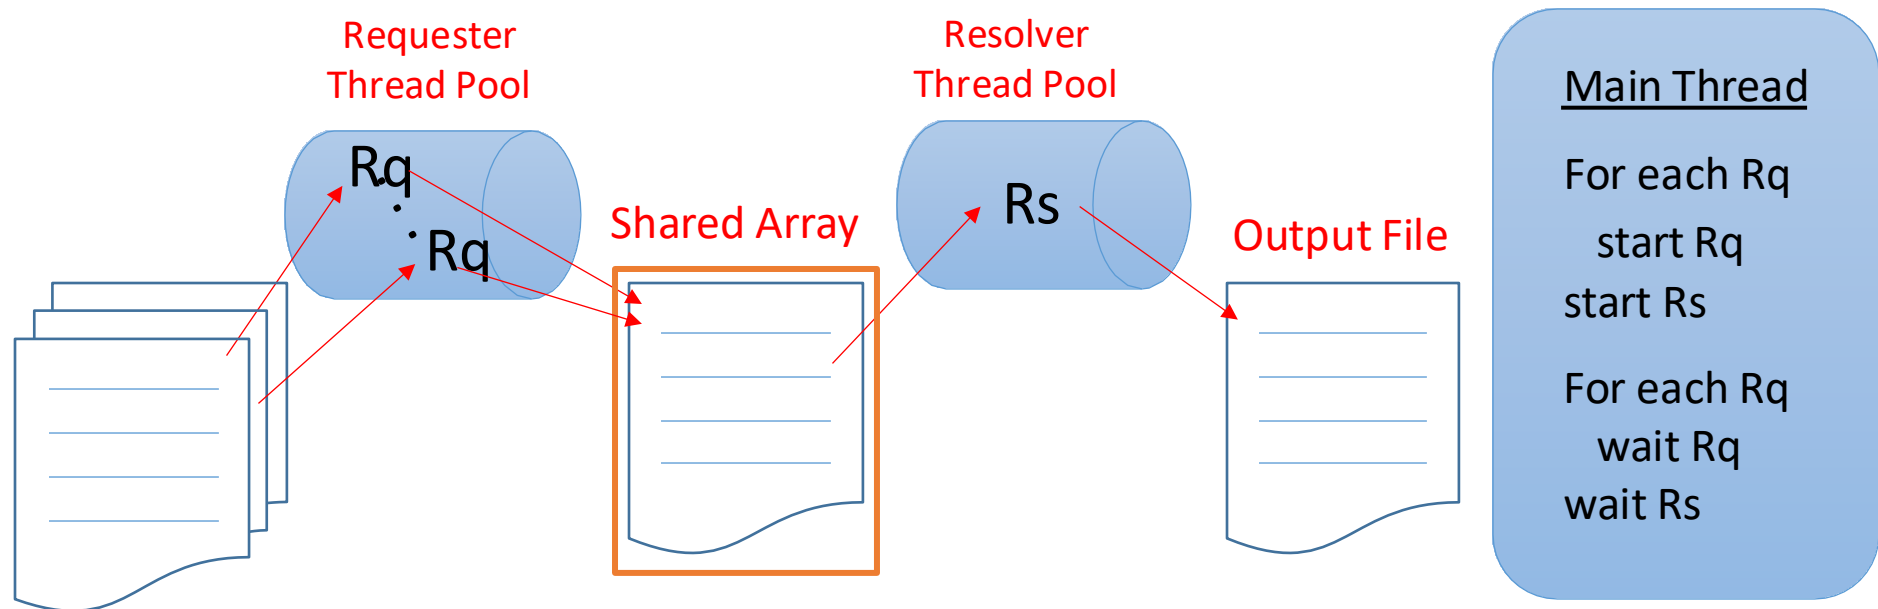 Requester
Thread Pool
Rq
Rq
Shared Array
Resolver
Thread Pool
Rs
Output File
Main Thread
For each Rq
start Rq
start Rs
For each Rq
wait Rq
wait Rs